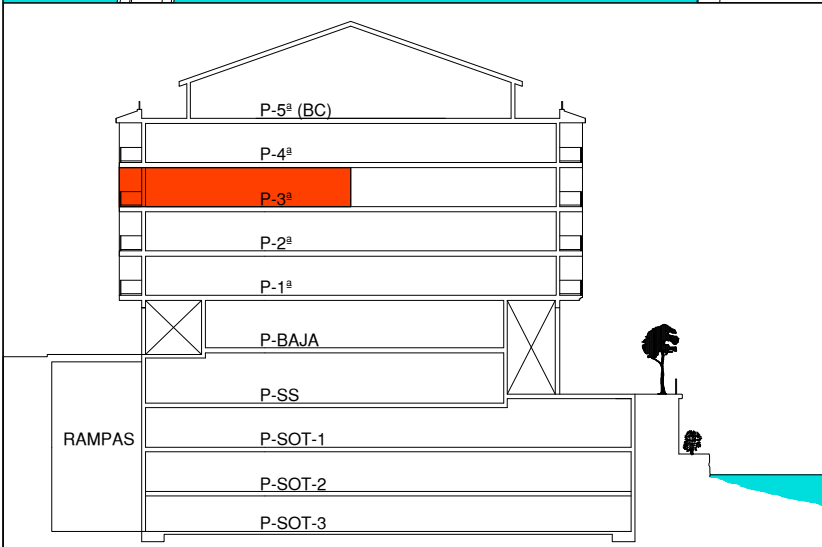 P-5ª (BC)
P-4ª
P-3ª
P-2ª
P-1ª
P-BAJA
P-SS
RAMPAS
P-SOT-1
P-SOT-2
P-SOT-3